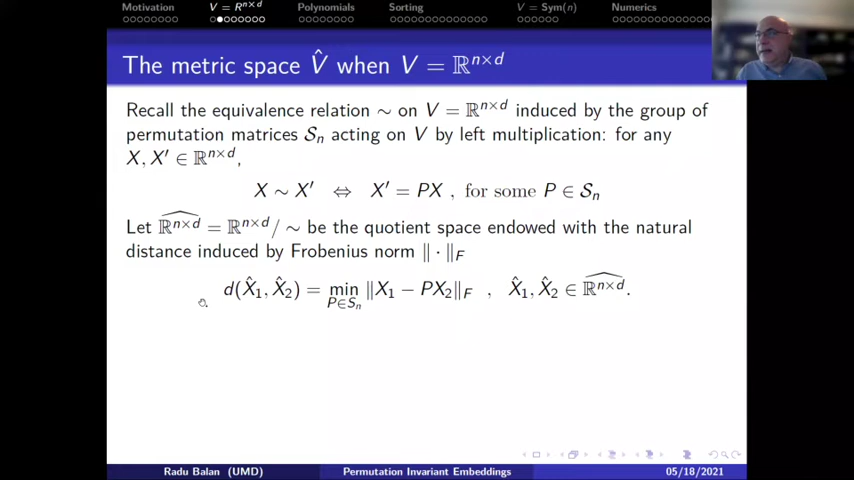 Motivation V = R^{n×d} Polynomials Sorting V = Sym(n) Numerics
The metric space V̂ when V = ℝ^{n×d}
Recall the equivalence relation ∼ on V = ℝ^{n×d} induced by the group of
permutation matrices 𝒮_n acting on V by left multiplication: for any
X, X′ ∈ ℝ^{n×d},
X ∼ X′ ⇔ X′ = PX , for some P ∈ 𝒮_n
Let \widehat{ℝ^{n×d}} = ℝ^{n×d}/ ∼ be the quotient space endowed with the natural
distance induced by Frobenius norm ‖ · ‖_F
d(X̂_1, X̂_2) = min_{P∈𝒮_n} ‖X_1 − PX_2‖_F , X̂_1, X̂_2 ∈ \widehat{ℝ^{n×d}}.
Radu Balan (UMD) Permutation Invariant Embeddings 05/18/2021